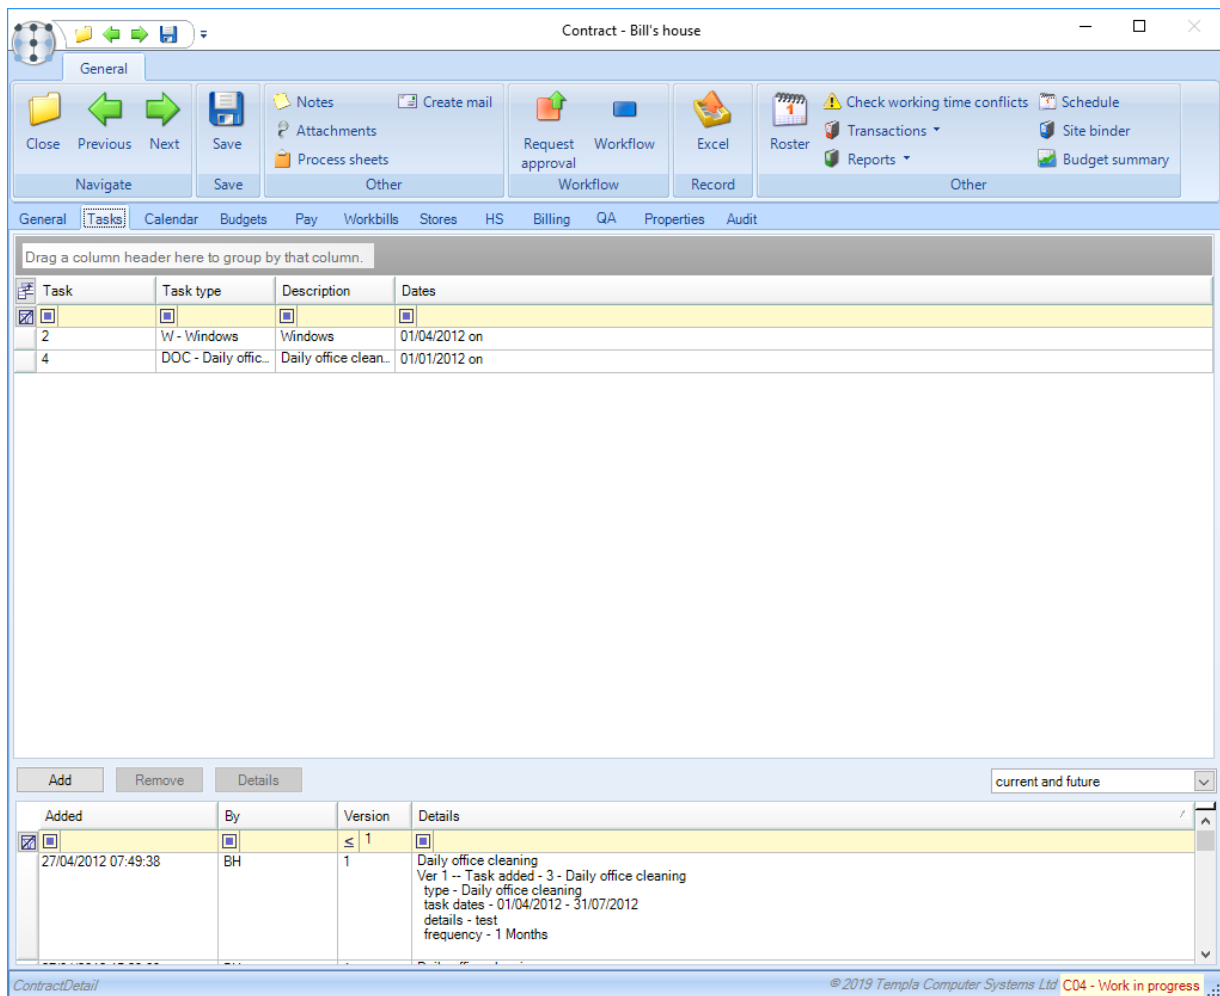 Contract - Bill's house
General
Close
Previous
Next
Navigate
Save
Save
Notes
Attachments
Process sheets
Create mail
Other
Request approval
Workflow
Workflow
Excel
Record
Roster
Check working time conflicts
Transactions
Reports
Schedule
Site binder
Budget summary
Other
General Tasks Calendar Budgets Pay Workbills Stores HS Billing QA Properties Audit
Drag a column header here to group by that column.
Task Task type Description Dates
2 W - Windows Windows 01/04/2012 on
4 DOC - Daily offic... Daily office clean... 01/01/2012 on
Add Remove Details current and future
Added By Version Details
≤ 1
27/04/2012 07:49:38 BH 1 Daily office cleaning
Ver 1 -- Task added - 3 - Daily office cleaning
type - Daily office cleaning
task dates - 01/04/2012 - 31/07/2012
details - test
frequency - 1 Months
ContractDetail © 2019 Templa Computer Systems Ltd C04 - Work in progress